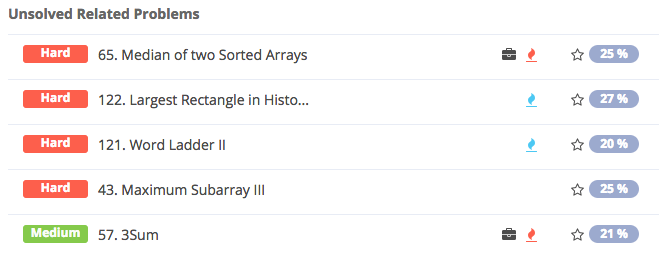 Unsolved Related Problems
Hard 65. Median of two Sorted Arrays 25 %
Hard 122. Largest Rectangle in Histo... 27 %
Hard 121. Word Ladder II 20 %
Hard 43. Maximum Subarray III 25 %
Medium 57. 3Sum 21 %